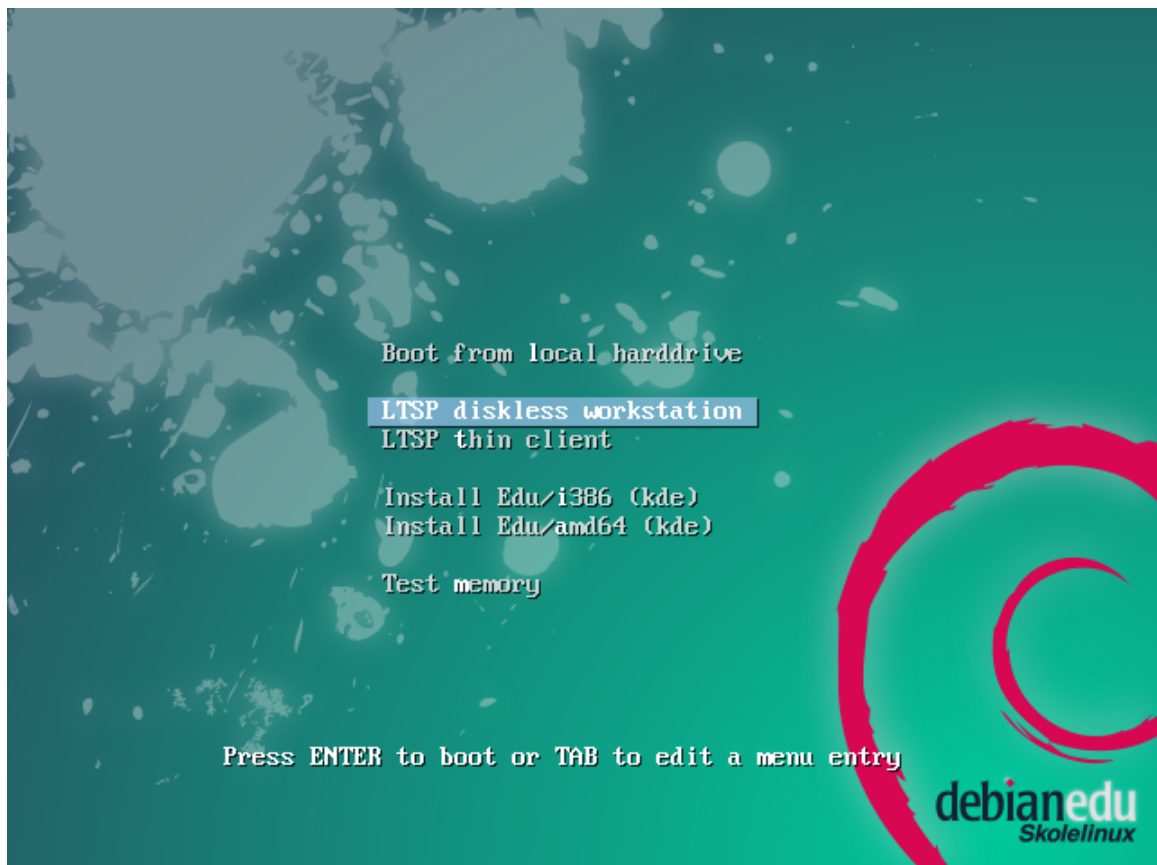 Boot from local harddrive
LTSP diskless workstation
LTSP thin client
Install Edu/i386 (kde)
Install Edu/amd64 (kde)
Test memory
Press ENTER to boot or TAB to edit a menu entry
debianedu
Skolelinux